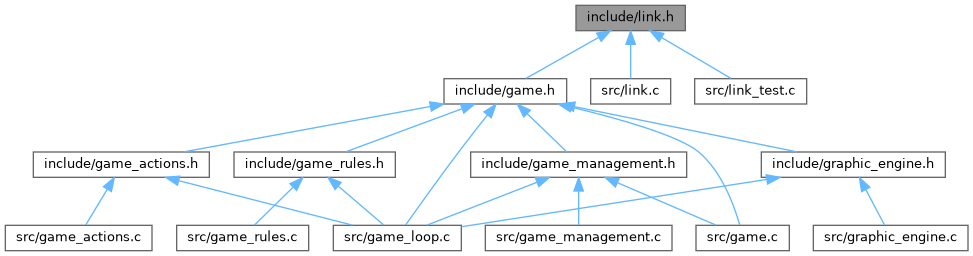 include/link.h
include/game.h
src/link.c
src/link_test.c
include/game_actions.h
include/game_rules.h
include/game_management.h
include/graphic_engine.h
src/game_actions.c
src/game_rules.c
src/game_loop.c
src/game_management.c
src/game.c
src/graphic_engine.c